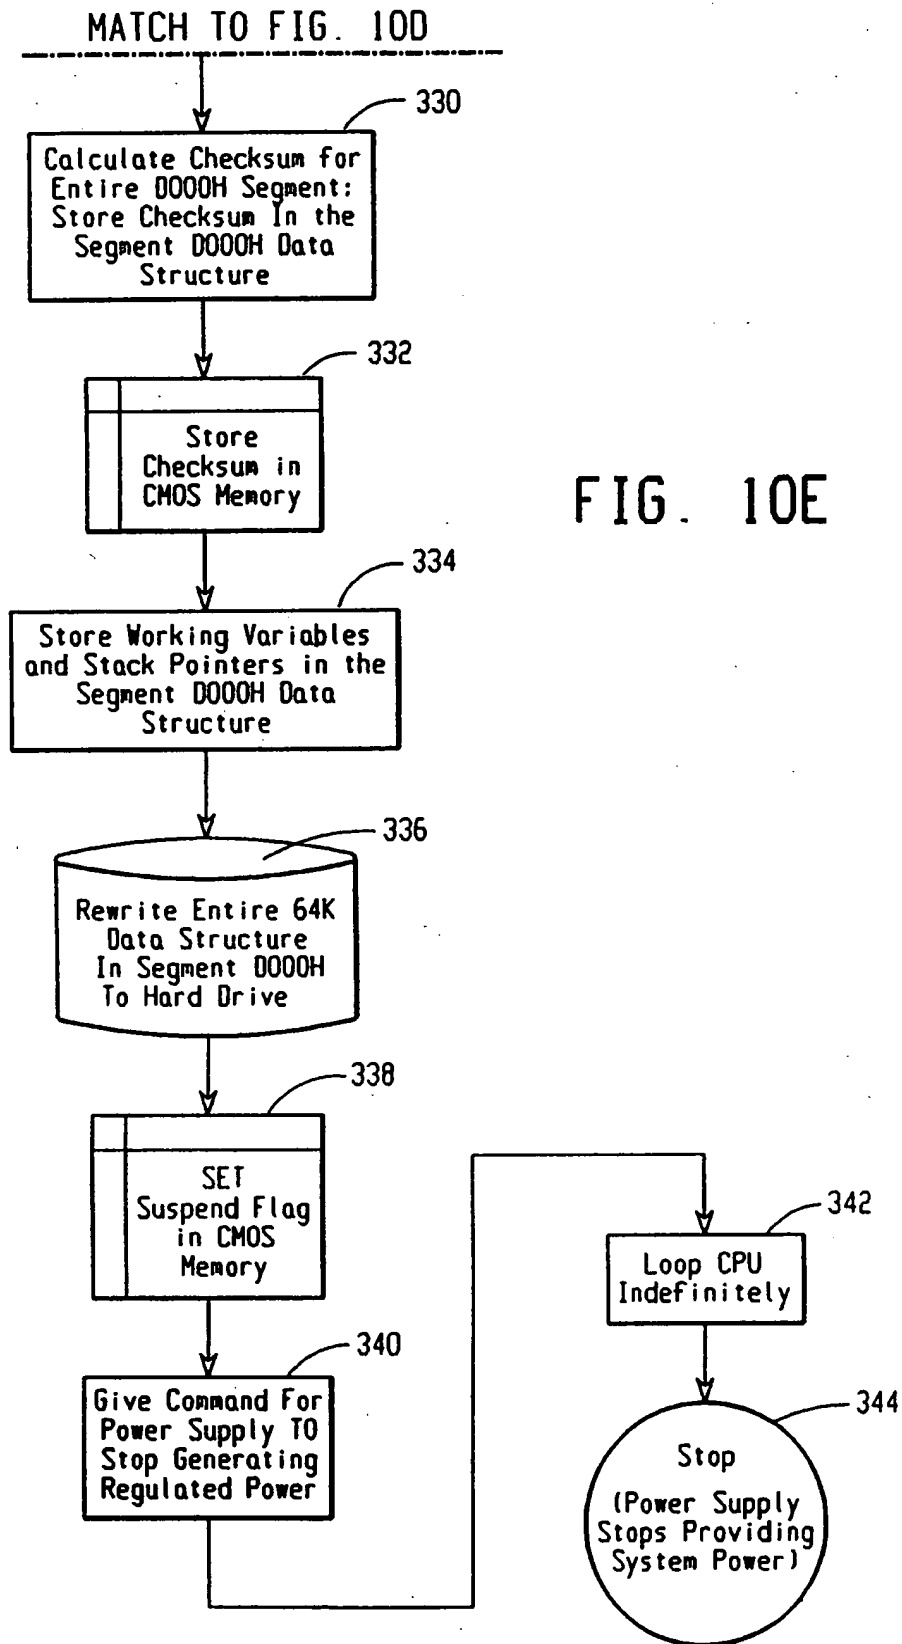 MATCH TO FIG. 10D
330
Calculate Checksum for
Entire D000H Segment:
Store Checksum In the
Segment D000H Data
Structure
332
Store
Checksum in
CMOS Memory
FIG. 10E
334
Store Working Variables
and Stack Pointers in the
Segment D000H Data
Structure
336
Rewrite Entire 64K
Data Structure
In Segment D000H
To Hard Drive
338
SET
Suspend Flag
in CMOS
Memory
340
Give Command For
Power Supply TO
Stop Generating
Regulated Power
342
Loop CPU
Indefinitely
344
Stop
(Power Supply
Stops Providing
System Power)